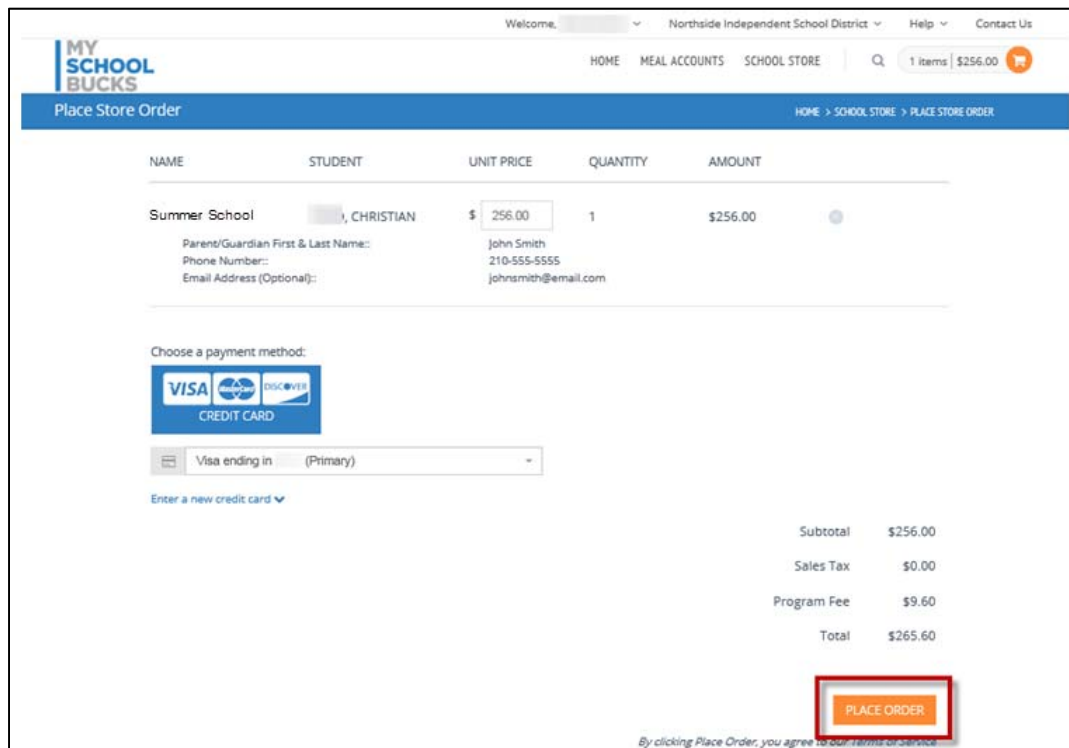 Welcome, Northside Independent School District Help Contact Us
MY
SCHOOL
BUCKS
HOME MEAL ACCOUNTS SCHOOL STORE 1 items $256.00
Place Store Order HOME > SCHOOL STORE > PLACE STORE ORDER
NAME STUDENT UNIT PRICE QUANTITY AMOUNT
Summer School , CHRISTIAN $ 256.00 1 $256.00
Parent/Guardian First & Last Name:: John Smith
Phone Number:: 210-555-5555
Email Address (Optional):: johnsmith@email.com
Choose a payment method:
VISA MasterCard DISCOVER
CREDIT CARD
Visa ending in (Primary)
Enter a new credit card
Subtotal $256.00
Sales Tax $0.00
Program Fee $9.60
Total $265.60
PLACE ORDER
By clicking Place Order, you agree to our Terms of Service